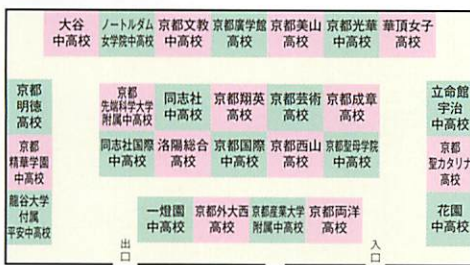 大谷
中高校
ノートルダム
女学院中高校
京都文教
中高校
京都廣学館
高校
京都美山
高校
京都光華
中高校
華頂女子
高校
京都
明徳
高校
京都
先端科学大学
附属中高校
同志社
中高校
京都翔英
高校
京都芸術
高校
京都成章
高校
立命館
宇治
中高校
京都
精華学園
中高校
同志社国際
中高校
洛陽総合
高校
京都国際
中高校
京都西山
高校
京都聖母学院
中高校
京都
聖カタリナ
高校
龍谷大学
付属
平安中高校
一燈園
中高校
京都外大西
高校
京都産業大学
附属中高校
京都両洋
高校
花園
中高校
出口
入口